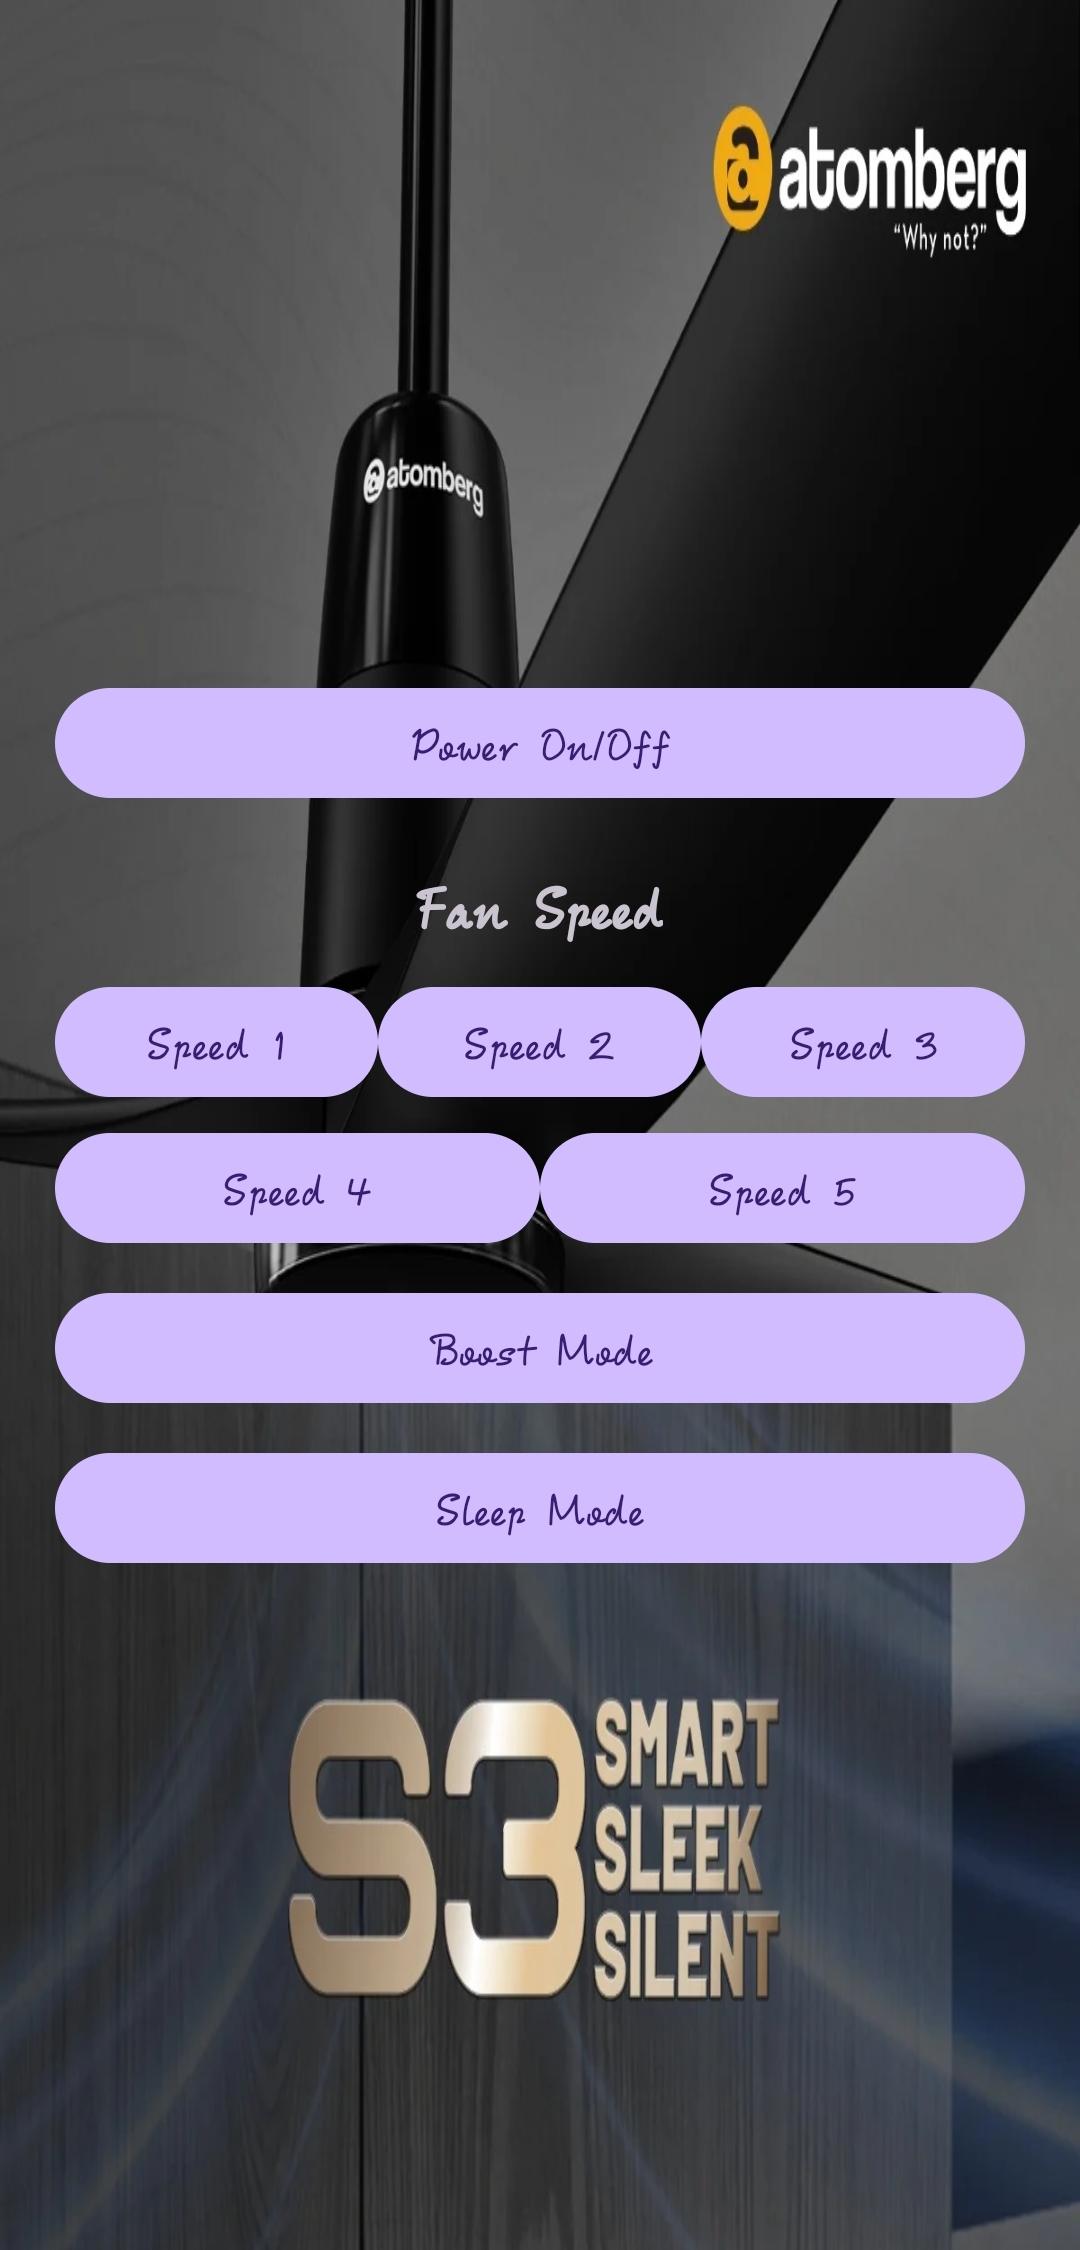 atomberg
"Why not?"
atomberg
Power On/Off
Fan Speed
Speed 1 Speed 2 Speed 3
Speed 4 Speed 5
Boost Mode
Sleep Mode
S3 SMART
SLEEK
SILENT